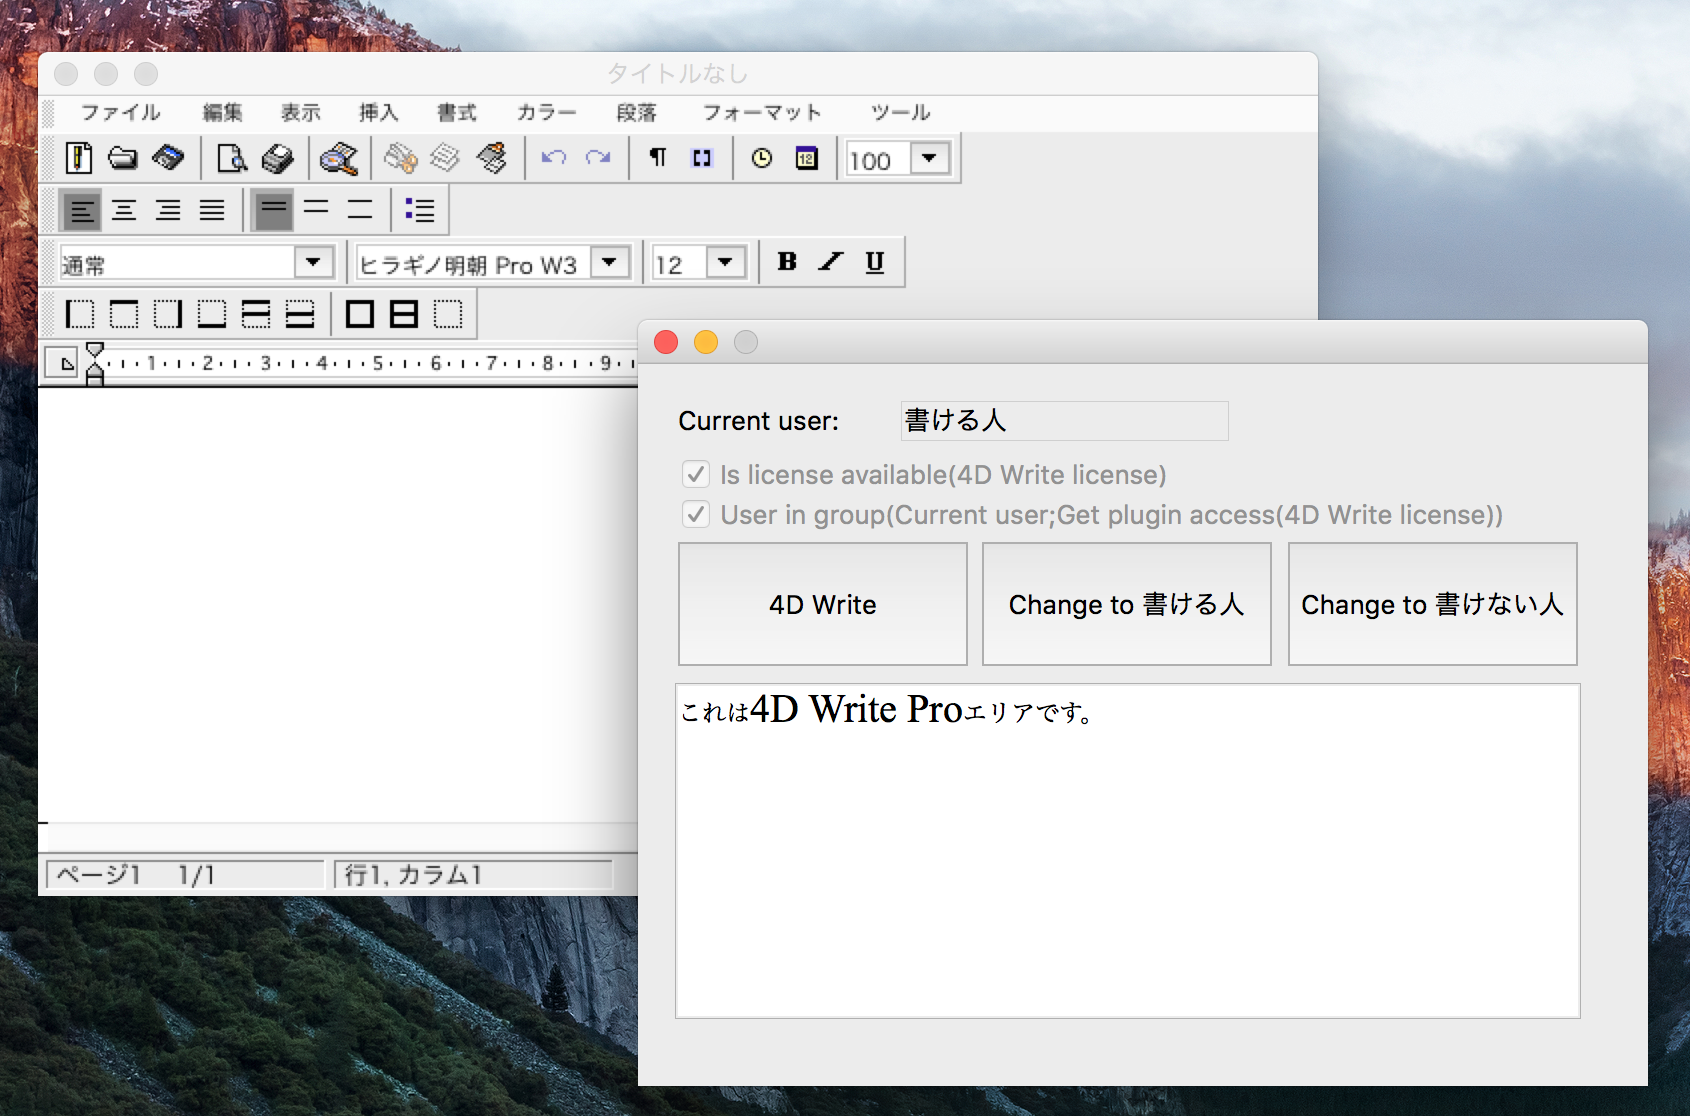 タイトルなし
ファイル 編集 表示 挿入 書式 カラー 段落 フォーマット ツール
12
100
通常 ヒラギノ明朝 Pro W3 12 B I U
1 2 3 4 5 6 7 8 9
ページ1 1/1 行1, カラム1
Current user: 書ける人
Is license available(4D Write license)
User in group(Current user;Get plugin access(4D Write license))
4D Write Change to 書ける人 Change to 書けない人
これは4D Write Proエリアです。